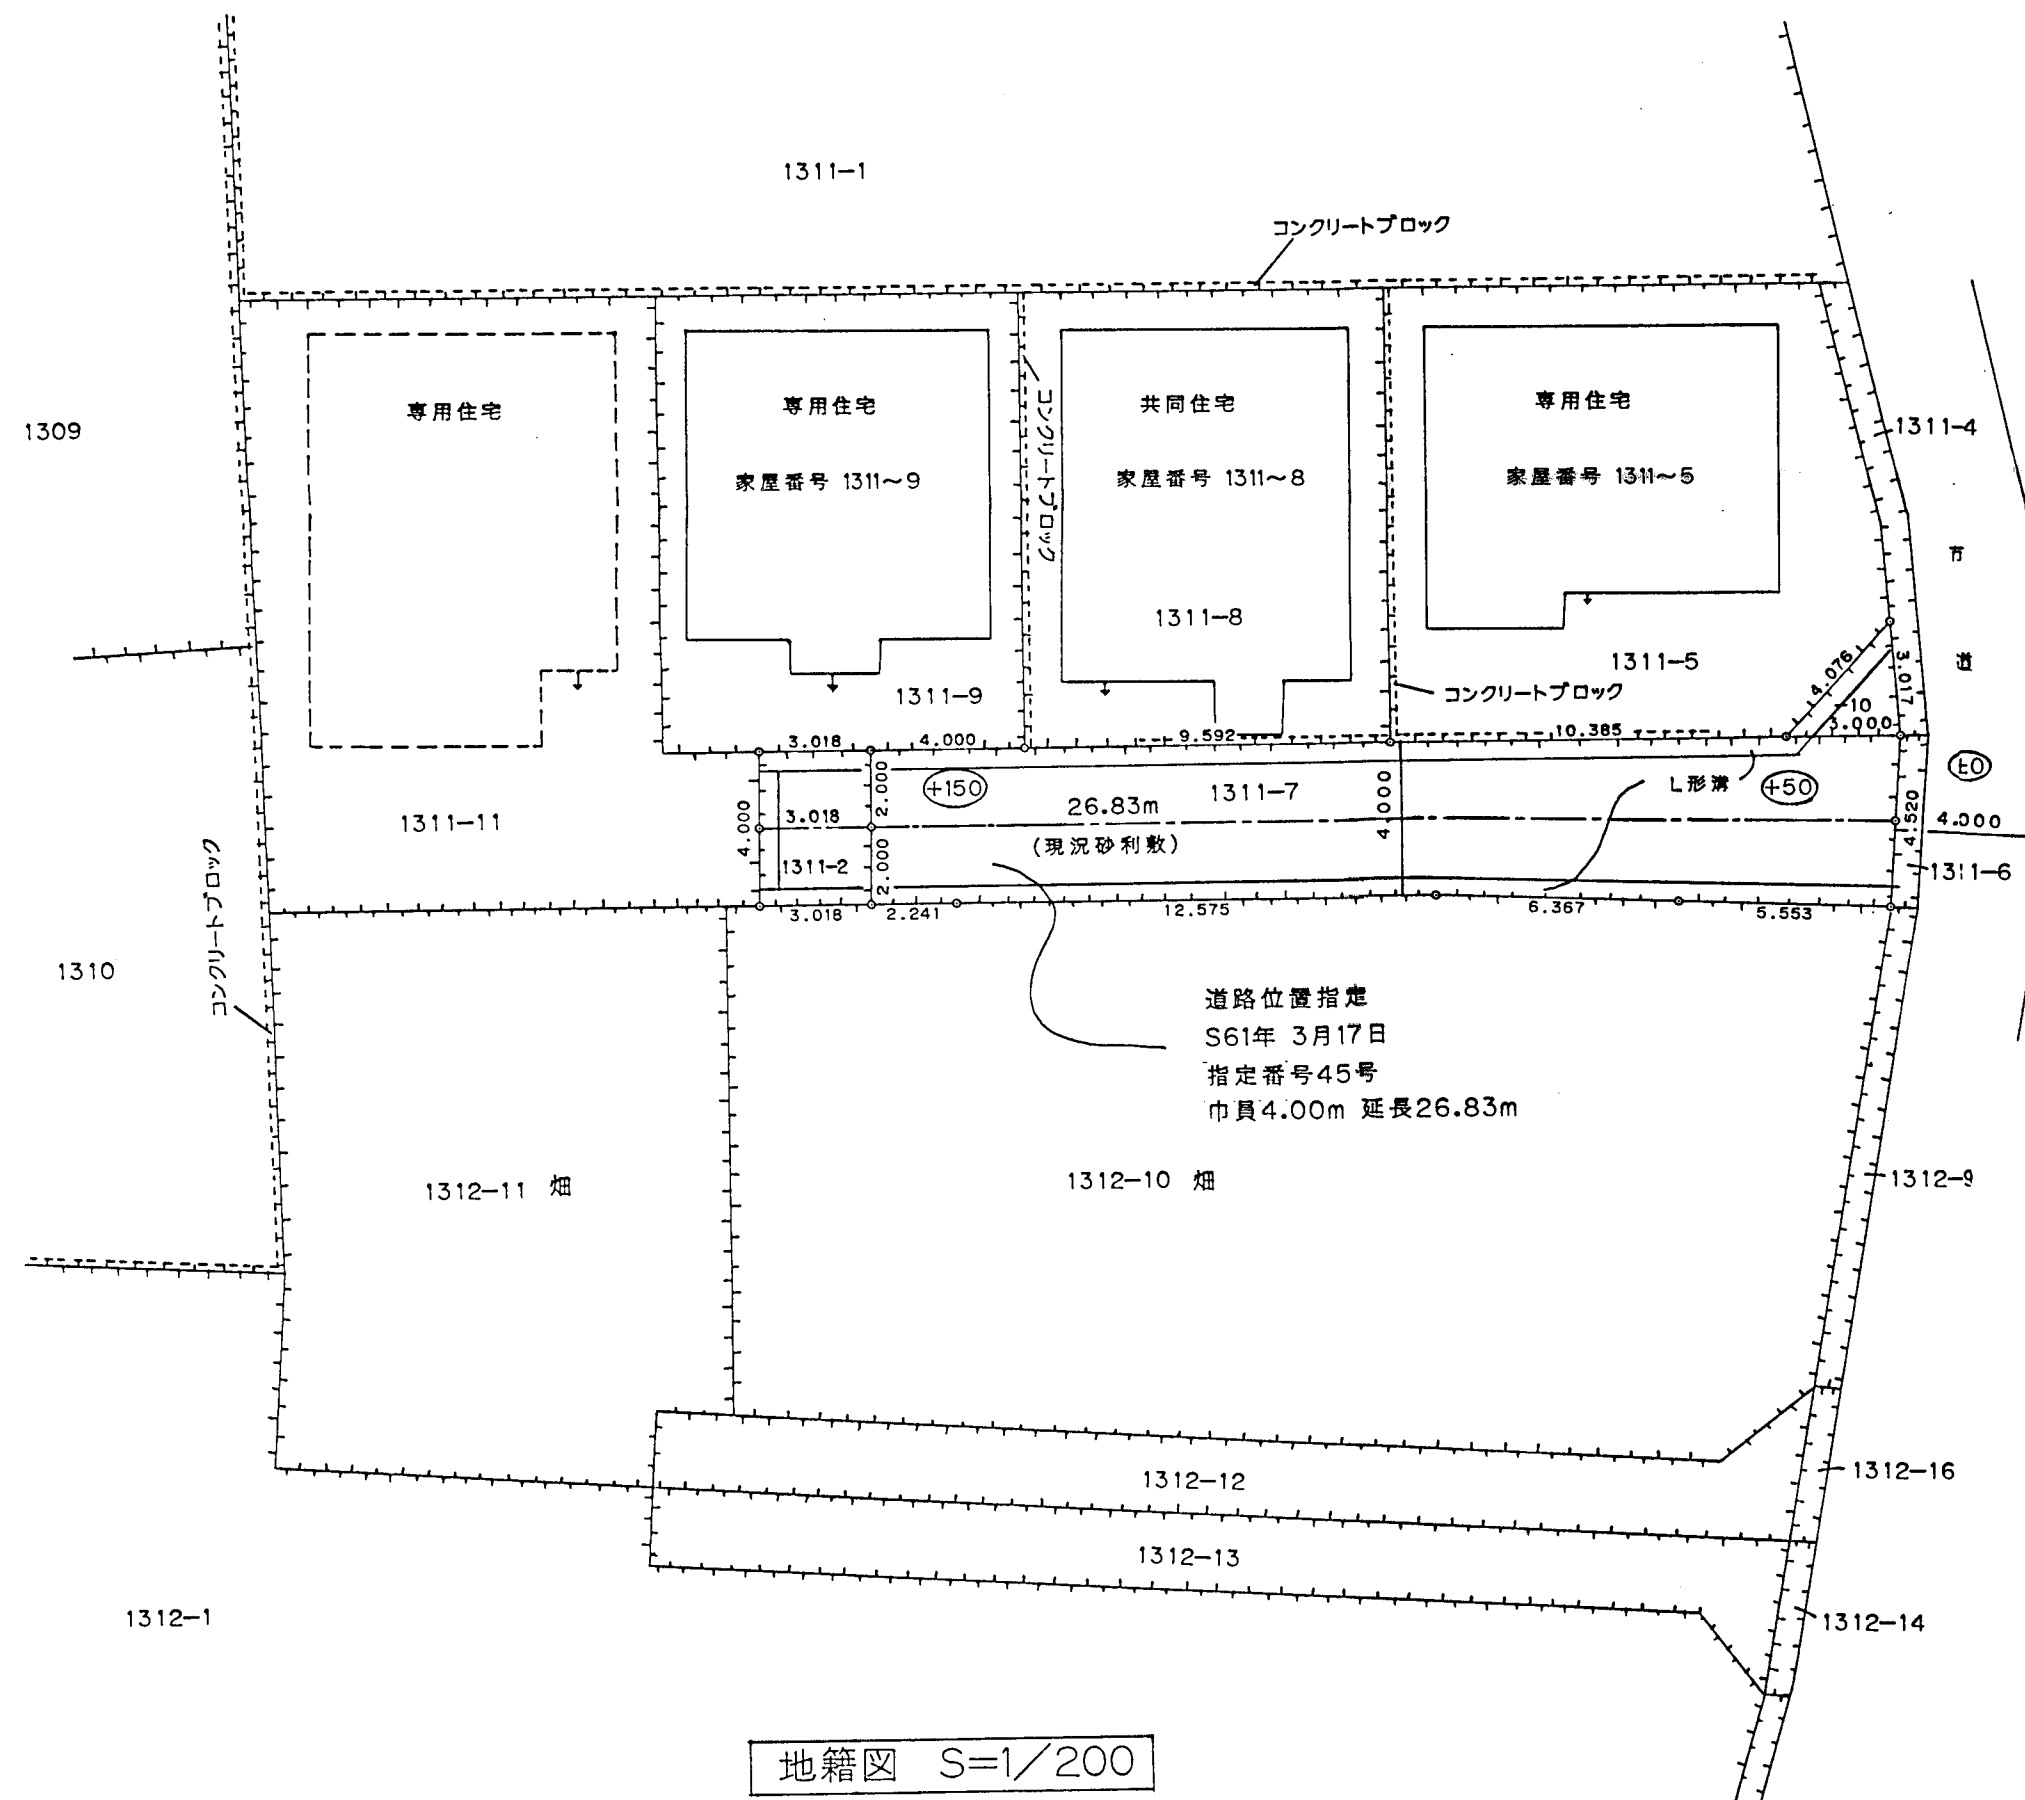 1311-1
コンクリートブロック
1309
専用住宅
専用住宅
家屋番号 1311~9
コンクリートブロック
共同住宅
家屋番号 1311~8
1311-8
専用住宅
家屋番号 1311~5
1311-5
1311-4
市道
1311-9
コンクリートブロック
4.076
3.017
-10
3.000
3.018
4.000
9.592
10.385
±0
+150
1311-7
L形溝
+50
26.83m
(現況砂利敷)
1311-11
4.000
3.018
2.000
2.000
1311-2
4.000
4.520
4.000
1311-6
3.018
2.241
12.575
6.367
5.553
コンクリートブロック
1310
道路位置指定
S61年 3月17日
指定番号45号
巾員4.00m 延長26.83m
1312-11 畑
1312-10 畑
1312-9
1312-12
1312-16
1312-13
1312-14
1312-1
地籍図 S=1/200